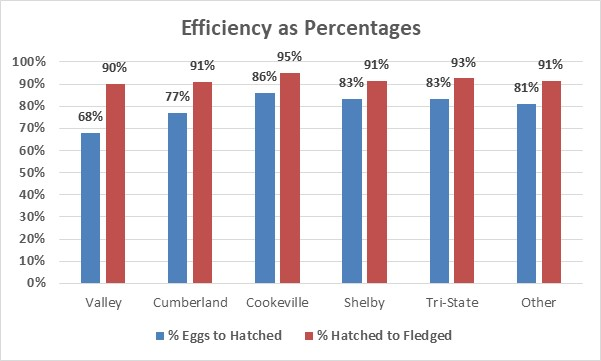 Efficiency as Percentages
100%
90%
80%
70%
60%
50%
40%
30%
20%
10%
0%
68% 90% 77% 91% 86% 95% 83% 91% 83% 93% 81% 91%
Valley Cumberland Cookeville Shelby Tri-State Other
% Eggs to Hatched % Hatched to Fledged